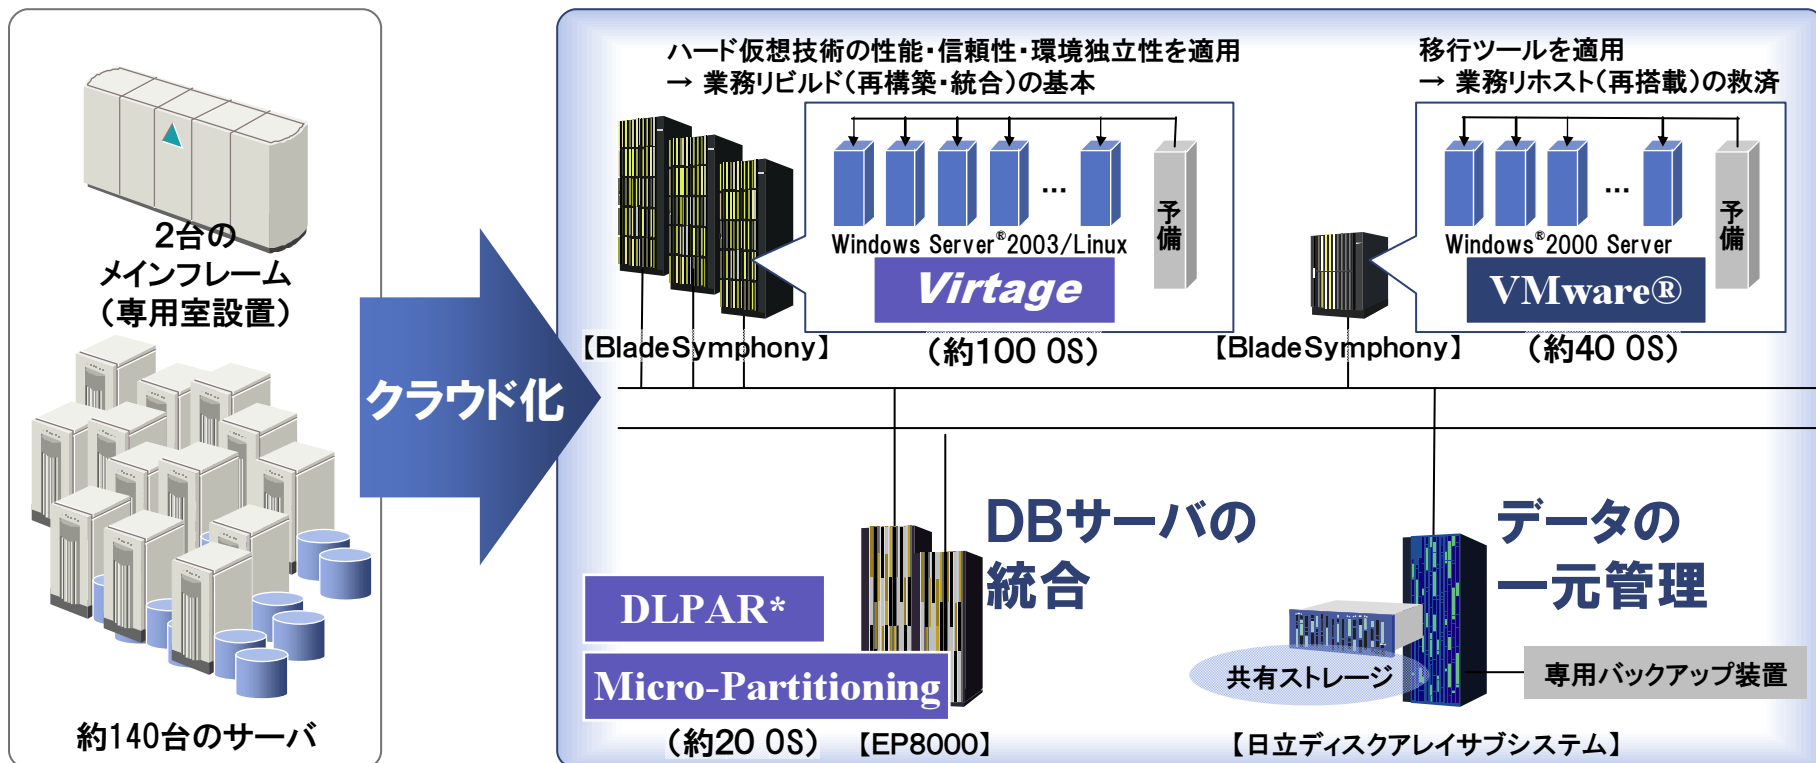 2台の
メインフレーム
(専用室設置)
約140台のサーバ
クラウド化
ハード仮想技術の性能・信頼性・環境独立性を適用
→ 業務リビルド(再構築・統合)の基本
...
予備
Windows Server®2003/Linux
Virtage
【BladeSymphony】
(約100 OS)
移行ツールを適用
→ 業務リホスト(再搭載)の救済
...
予備
Windows®2000 Server
VMware®
【BladeSymphony】
(約40 OS)
DBサーバの
統合
DLPAR*
Micro-Partitioning
(約20 OS)
【EP8000】
データの
一元管理
共有ストレージ
専用バックアップ装置
【日立ディスクアレイサブシステム】